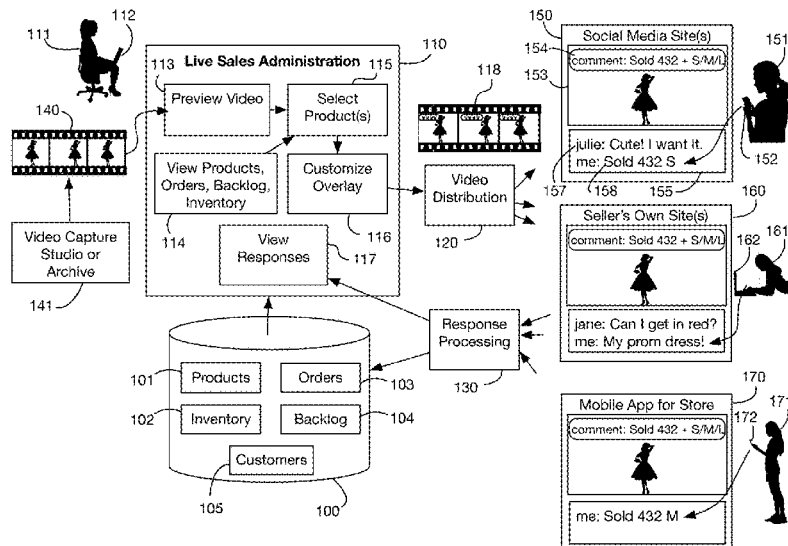 111
112
140
Video Capture
Studio or
Archive
141
Live Sales Administration
110
113
Preview Video
115
Select
Product(s)
View Products,
Orders, Backlog,
Inventory
114
Customize
Overlay
116
View
Responses
117
118
Video
Distribution
120
Response
Processing
130
101
Products
Orders
103
102
Inventory
Backlog
104
Customers
105
100
150
Social Media Site(s)
154
comment: Sold 432 + S/M/L
153
151
152
julie: Cute! I want it.
me: Sold 432 S
157
158
155
160
Seller's Own Site(s)
comment: Sold 432 + S/M/L
162
161
jane: Can I get in red?
me: My prom dress!
170
Mobile App for Store
comment: Sold 432 + S/M/L
172
171
me: Sold 432 M